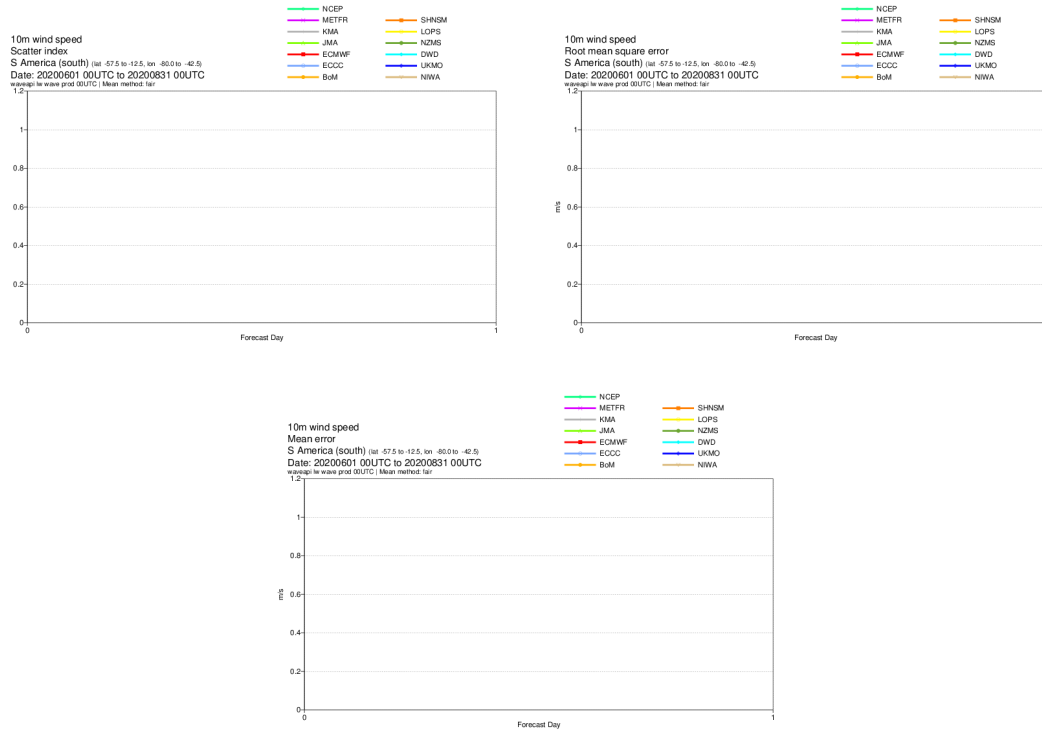 NCEP
METFR SHNSM
KMA LOPS
JMA NZMS
ECMWF DWD
ECCC UKMO
BoM NIWA
10m wind speed
Scatter index
S America (south) (lat -57.5 to -12.5, lon -80.0 to -42.5)
Date: 20200601 00UTC to 20200831 00UTC
waveapi lw wave prod 00UTC | Mean method: fair
1.2
1
0.8
0.6
0.4
0.2
0
0 1
Forecast Day
NCEP
METFR SHNSM
KMA LOPS
JMA NZMS
ECMWF DWD
ECCC UKMO
BoM NIWA
10m wind speed
Root mean square error
S America (south) (lat -57.5 to -12.5, lon -80.0 to -42.5)
Date: 20200601 00UTC to 20200831 00UTC
waveapi lw wave prod 00UTC | Mean method: fair
1.2
1
0.8
0.6
m/s
0.4
0.2
0
0
Forecast Day
NCEP
METFR SHNSM
KMA LOPS
JMA NZMS
ECMWF DWD
ECCC UKMO
BoM NIWA
10m wind speed
Mean error
S America (south) (lat -57.5 to -12.5, lon -80.0 to -42.5)
Date: 20200601 00UTC to 20200831 00UTC
waveapi lw wave prod 00UTC | Mean method: fair
1.2
1
0.8
0.6
m/s
0.4
0.2
0
0 1
Forecast Day